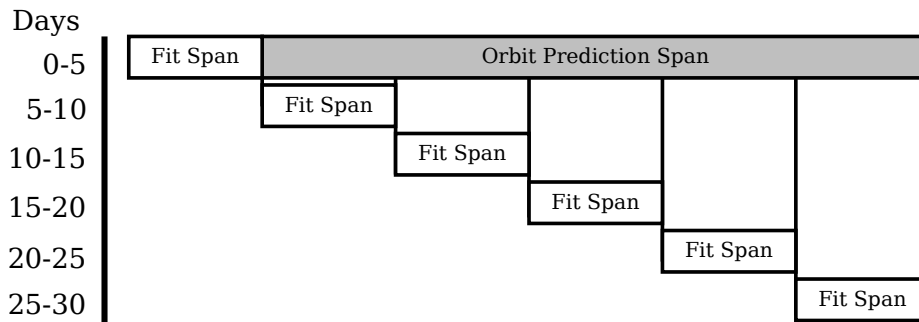 Days
0-5
Fit Span
Orbit Prediction Span
5-10
Fit Span
10-15
Fit Span
15-20
Fit Span
20-25
Fit Span
25-30
Fit Span